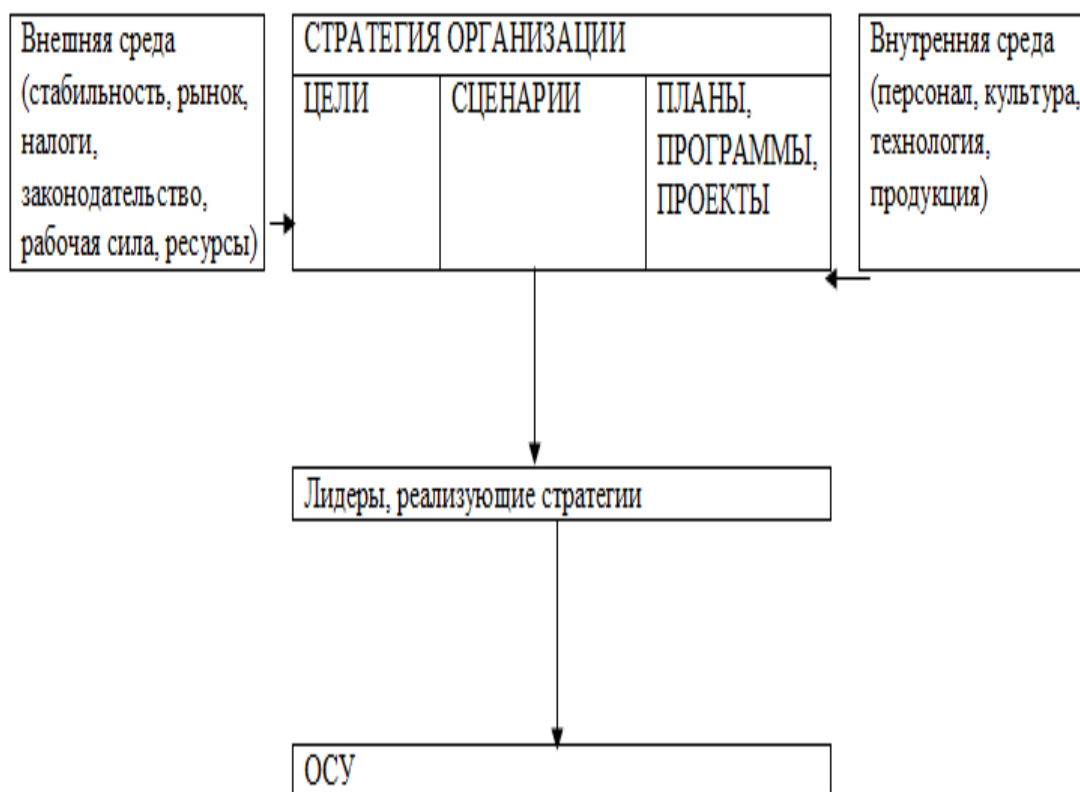 Внешняя среда
(стабильность, рынок,
налоги,
законодательство,
рабочая сила, ресурсы)
СТРАТЕГИЯ ОРГАНИЗАЦИИ
ЦЕЛИ
СЦЕНАРИИ
ПЛАНЫ,
ПРОГРАММЫ,
ПРОЕКТЫ
Внутренняя среда
(персонал, культура,
технология,
продукция)
Лидеры, реализующие стратегии
ОСУ